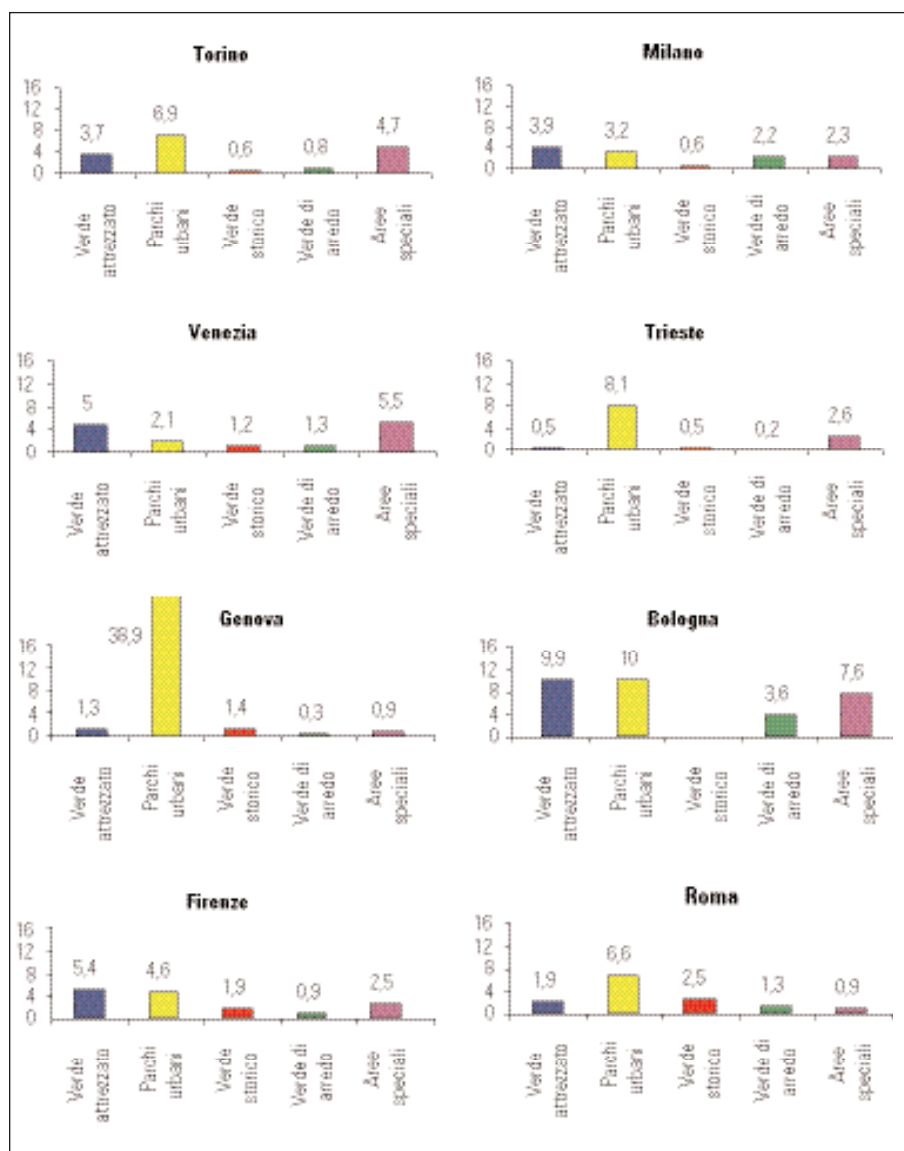 Torino
16
12
8
4
0
3,7
6,9
0,6
0,8
4,7
Verde
attrezzato
Parchi
urbani
Verde
storico
Verde di
arredo
Aree
speciali
Milano
16
12
8
4
0
3,9
3,2
0,6
2,2
2,3
Verde
attrezzato
Parchi
urbani
Verde
storico
Verde di
arredo
Aree
speciali
Venezia
16
12
8
4
0
5
2,1
1,2
1,3
5,5
Verde
attrezzato
Parchi
urbani
Verde
storico
Verde di
arredo
Aree
speciali
Trieste
16
12
8
4
0
0,5
8,1
0,5
0,2
2,6
Verde
attrezzato
Parchi
urbani
Verde
storico
Verde di
arredo
Aree
speciali
Genova
16
12
8
4
0
1,3
38,9
1,4
0,3
0,9
Verde
attrezzato
Parchi
urbani
Verde
storico
Verde di
arredo
Aree
speciali
Bologna
16
12
8
4
0
9,9
10
3,6
7,6
Verde
attrezzato
Parchi
urbani
Verde
storico
Verde di
arredo
Aree
speciali
Firenze
16
12
8
4
0
5,4
4,6
1,9
0,9
2,5
Verde
attrezzato
Parchi
urbani
Verde
storico
Verde di
arredo
Aree
speciali
Roma
16
12
8
4
0
1,9
6,6
2,5
1,3
0,9
Verde
attrezzato
Parchi
urbani
Verde
storico
Verde di
arredo
Aree
speciali